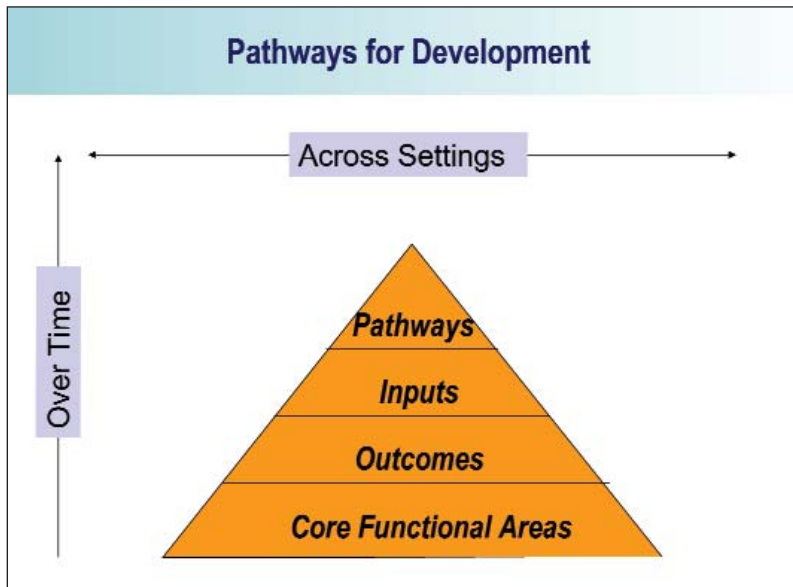 Pathways for Development
Across Settings
Over Time
Pathways
Inputs
Outcomes
Core Functional Areas